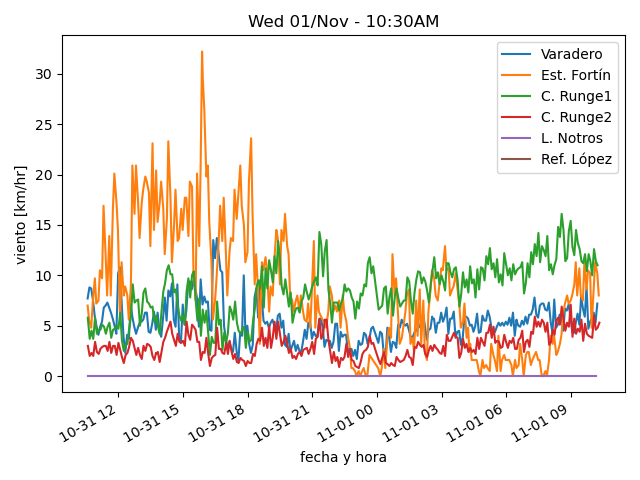 Wed 01/Nov - 10:30AM
Varadero
Est. Fortín
C. Runge1
C. Runge2
L. Notros
Ref. López
viento [km/hr]
30
25
20
15
10
5
0
10-31 12
10-31 15
10-31 18
10-31 21
11-01 00
11-01 03
11-01 06
11-01 09
fecha y hora